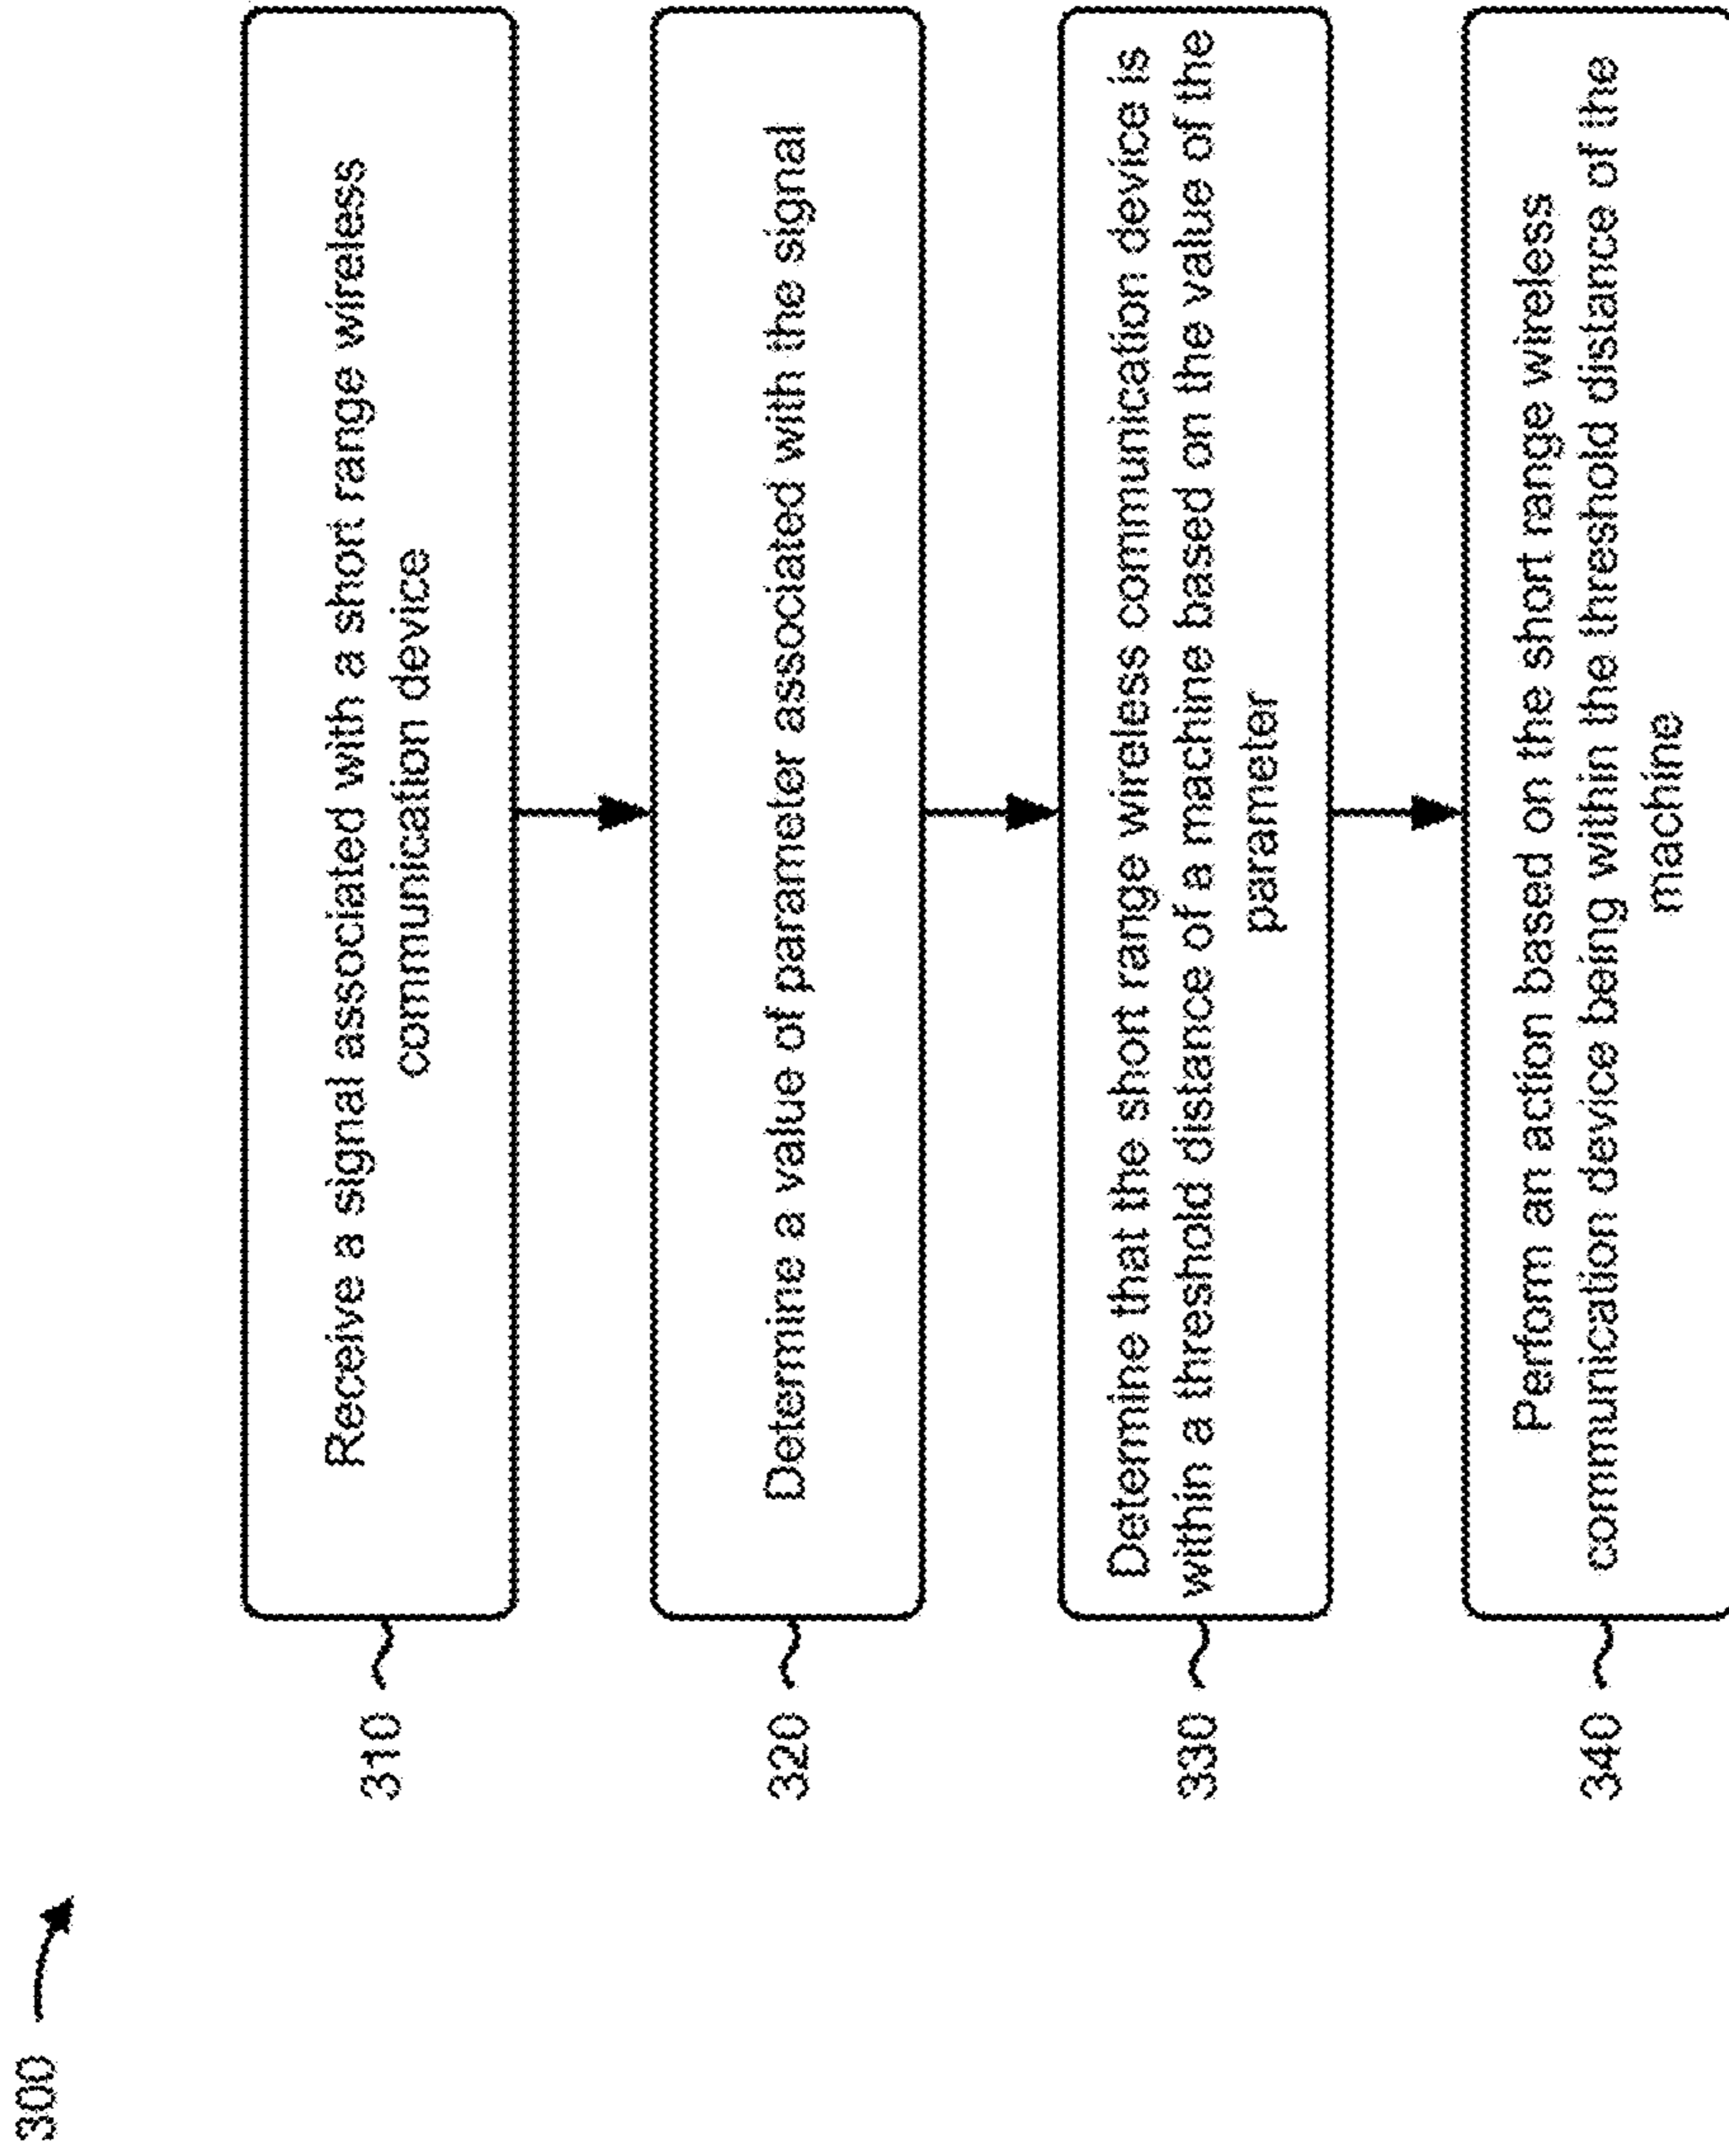 300
310
Receive a signal associated with a short range wireless
communication device
320
Determine a value of parameter associated with the signal
330
Determine that the short range wireless communication device is
within a threshold distance of a machine based on the value of the
parameter
340
Perform an action based on the short range wireless
communication device being within the threshold distance of the
machine